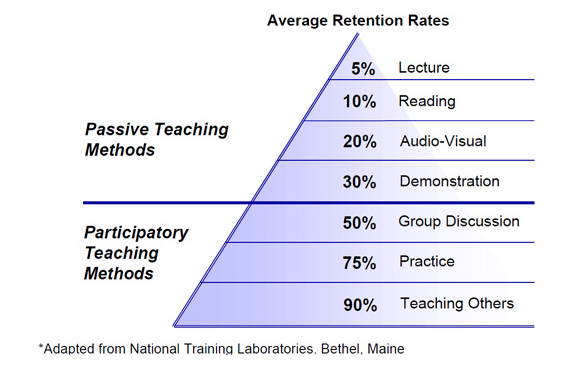 Average Retention Rates
5% Lecture
10% Reading
Passive Teaching
Methods
20% Audio-Visual
30% Demonstration
50% Group Discussion
Participatory
Teaching
Methods
75% Practice
90% Teaching Others
*Adapted from National Training Laboratories. Bethel, Maine